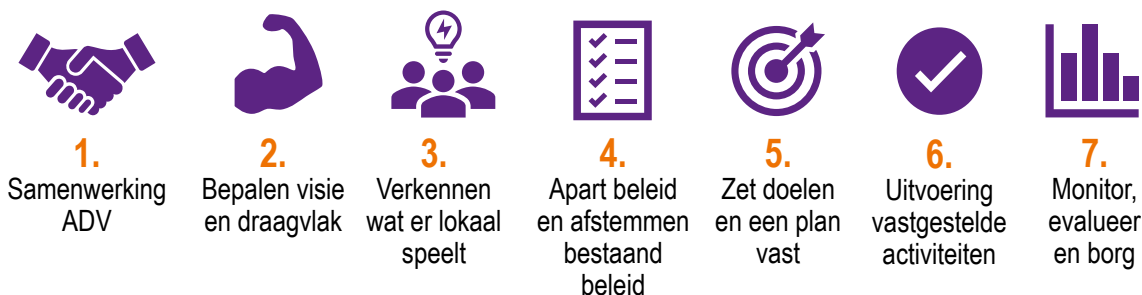 1.
Samenwerking
ADV
2.
Bepalen visie
en draagvlak
3.
Verkennen
wat er lokaal
speelt
4.
Apart beleid
en afstemmen
bestaand
beleid
5.
Zet doelen
en een plan
vast
6.
Uitvoering
vastgestelde
activiteiten
7.
Monitor,
evalueer
en borg